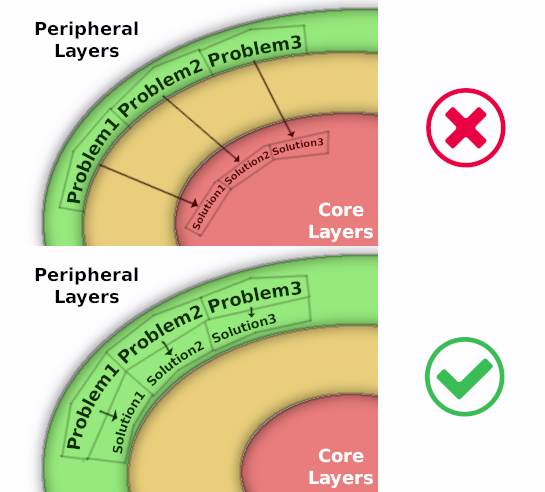 Peripheral
Layers
Problem1
Problem2
Problem3
Solution1
Solution2
Solution3
Core
Layers
Peripheral
Layers
Problem1
Problem2
Problem3
Solution1
Solution2
Solution3
Core
Layers